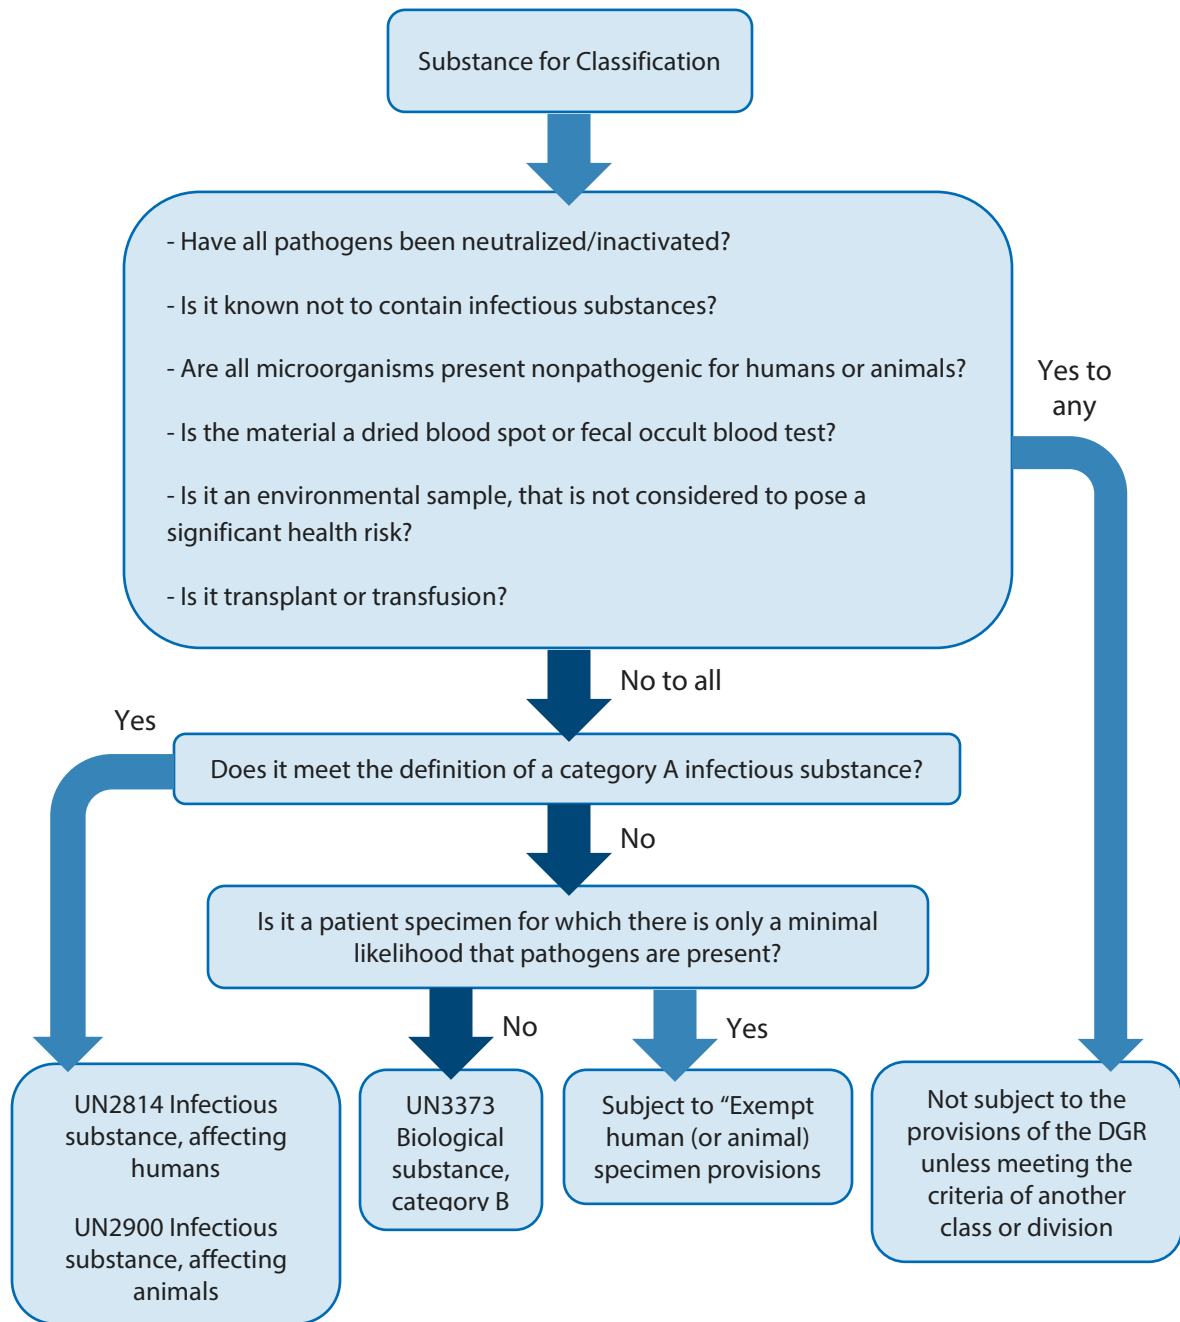 Substance for Classification
- Have all pathogens been neutralized/inactivated?
- Is it known not to contain infectious substances?
- Are all microorganisms present nonpathogenic for humans or animals?
- Is the material a dried blood spot or fecal occult blood test?
- Is it an environmental sample, that is not considered to pose a
significant health risk?
- Is it transplant or transfusion?
Yes to
any
No to all
Yes
Does it meet the definition of a category A infectious substance?
No
Is it a patient specimen for which there is only a minimal
likelihood that pathogens are present?
No
Yes
UN2814 Infectious
substance, affecting
humans
UN2900 Infectious
substance, affecting
animals
UN3373
Biological
substance,
category B
Subject to “Exempt
human (or animal)
specimen provisions
Not subject to the
provisions of the DGR
unless meeting the
criteria of another
class or division